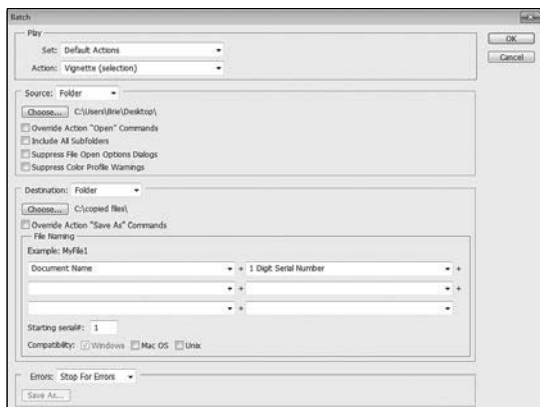 Batch
Play
Set: Default Actions
Action: Vignette (selection)
OK
Cancel
Source: Folder
Choose... C:\Users\Brie\Desktop\
Override Action "Open" Commands
Include All Subfolders
Suppress File Open Options Dialogs
Suppress Color Profile Warnings
Destination: Folder
Choose... C:\copied files\
Override Action "Save As" Commands
File Naming
Example: MyFile1
Document Name + 1 Digit Serial Number +
+ +
+
Starting serial#: 1
Compatibility: Windows Mac OS Unix
Errors: Stop For Errors
Save As...